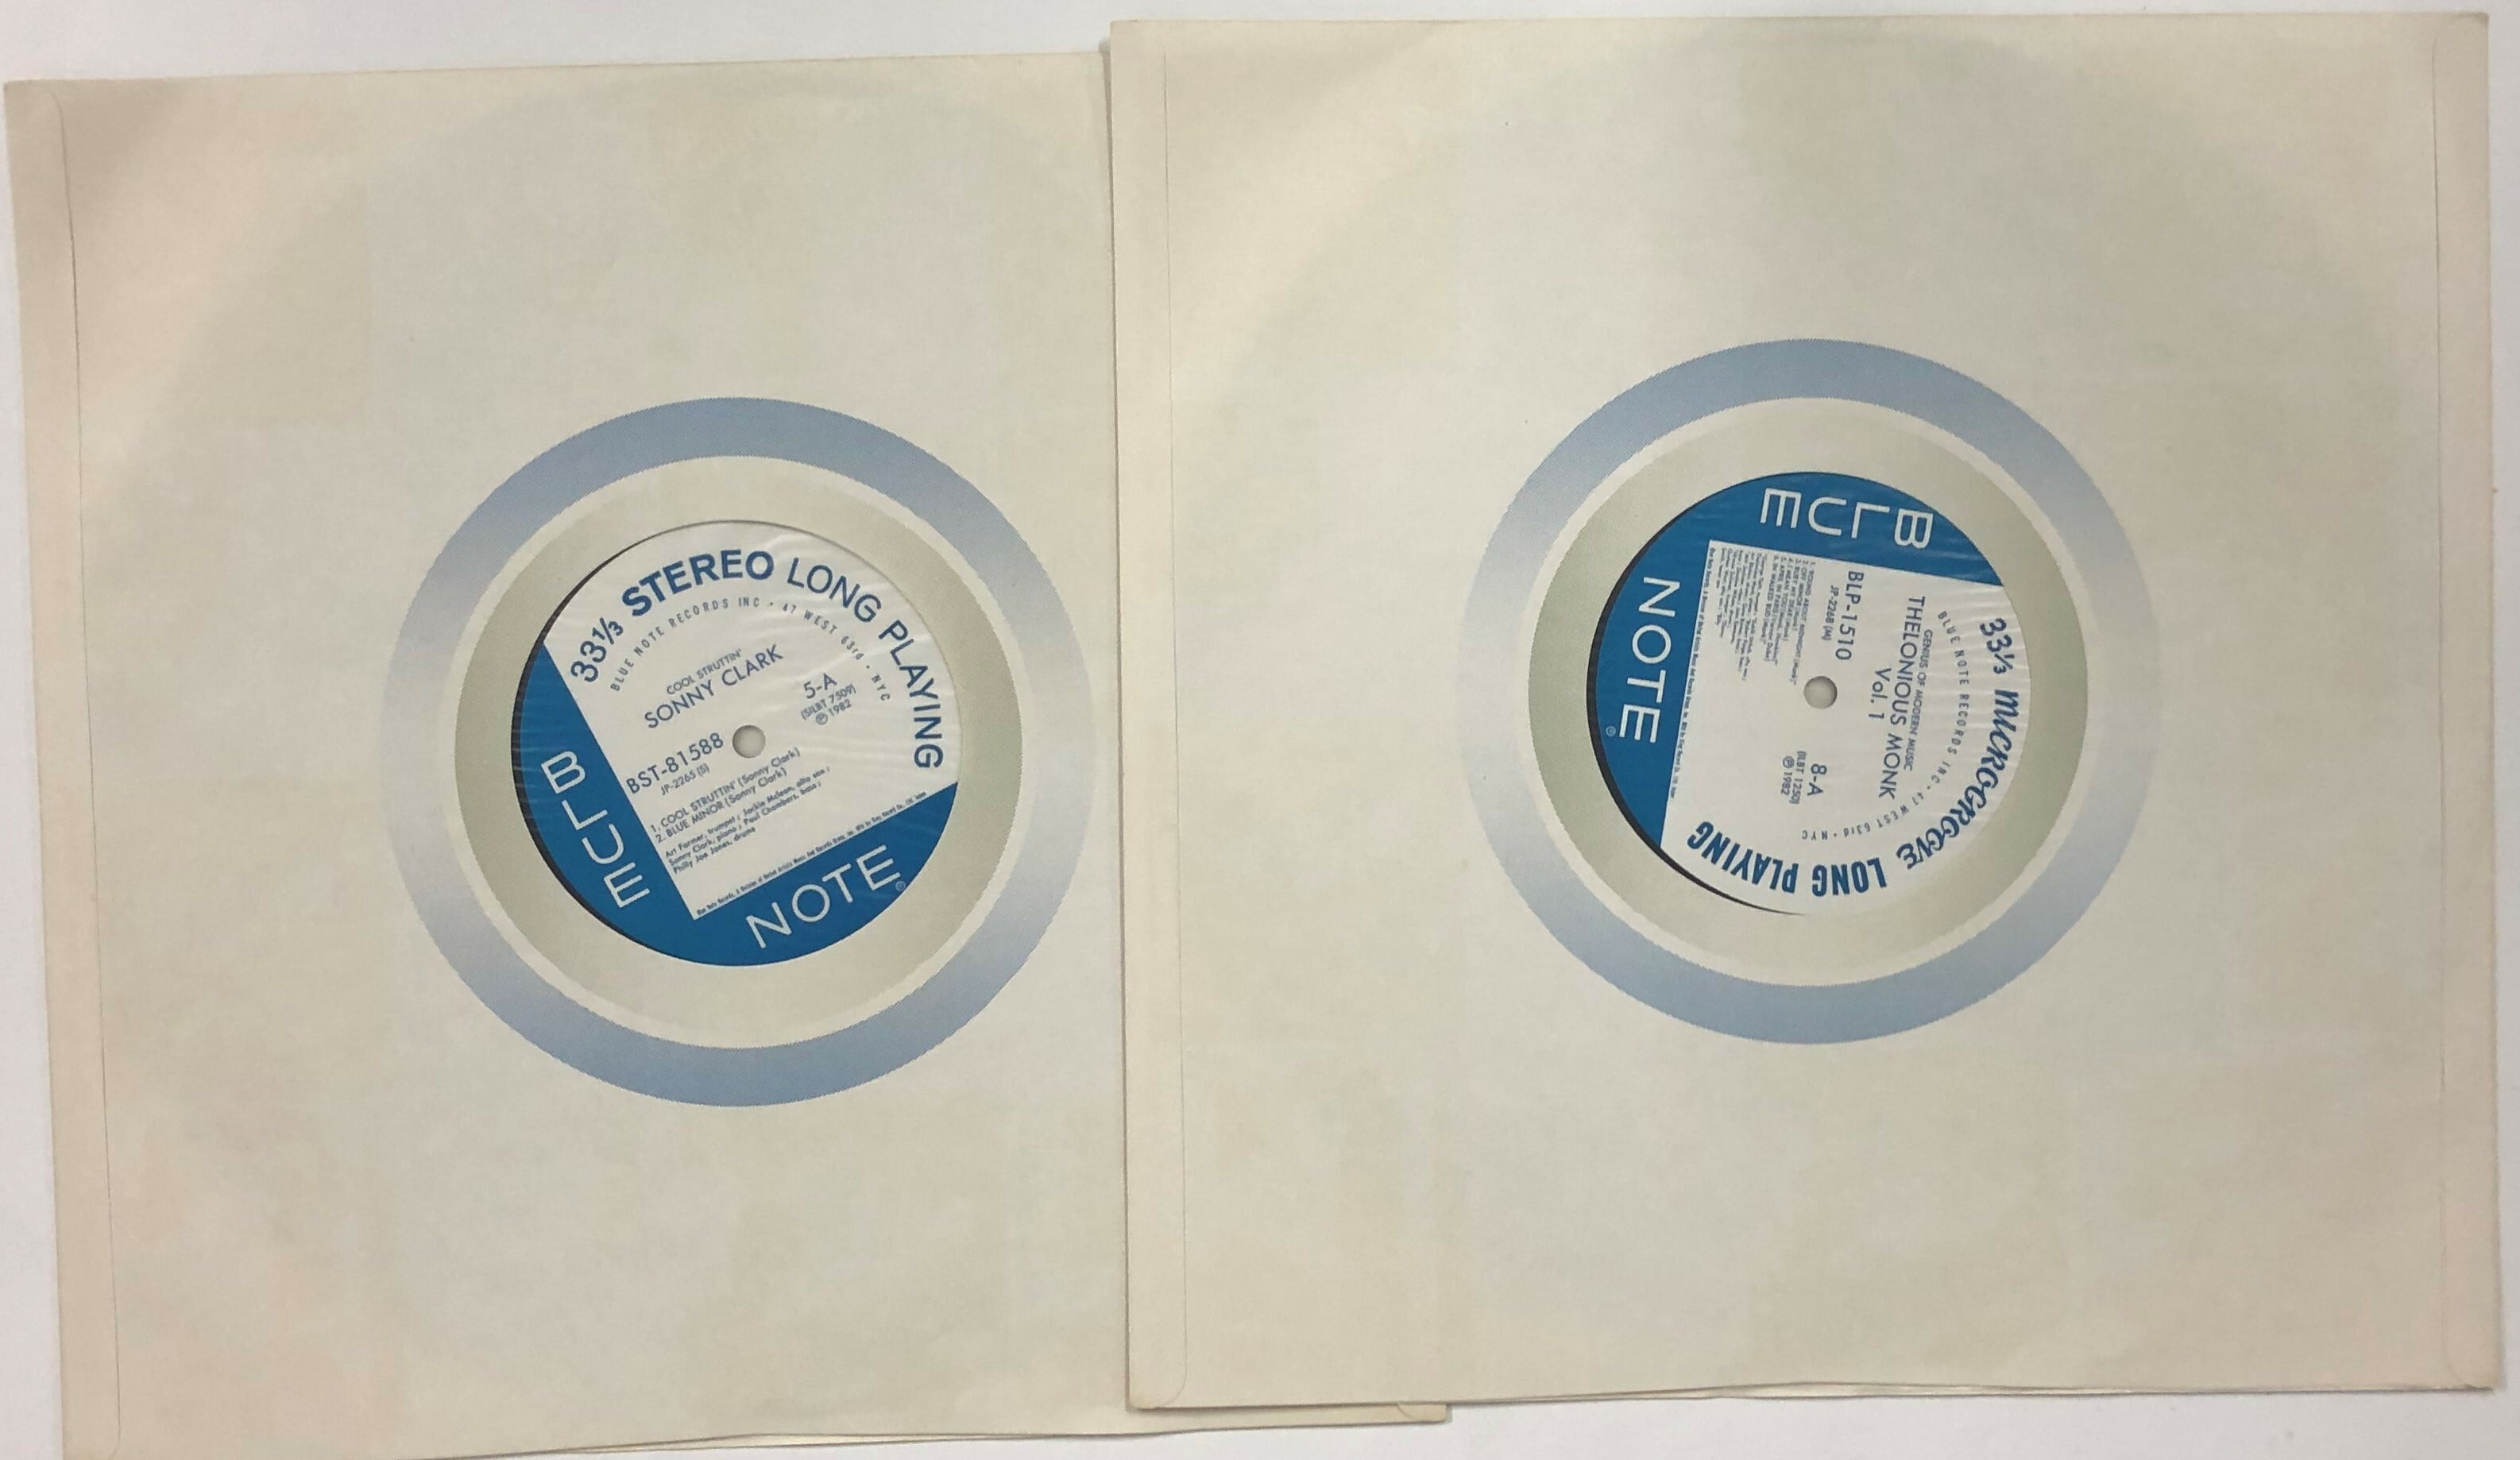 33⅓ STEREO LONG PLAYING
BLUE NOTE RECORDS INC • 47 WEST 63rd • NYC
COOL STRUTTIN'
SONNY CLARK
BST-81588
JP-2265 (S)
5-A
(SILBT 7509)
℗ 1982
1. COOL STRUTTIN' (Sonny Clark)
2. BLUE MINOR (Sonny Clark)
Art Farmer, trumpet ; Jackie Mclean, alto sax ;
Sonny Clark, piano ; Paul Chambers, bass ;
Philly Joe Jones, drums
BLUE
NOTE
33⅓ MICROGROOVE LONG PLAYING
BLUE NOTE RECORDS INC • 47 WEST 63rd • NYC
GENIUS OF MODERN MUSIC
THELONIOUS MONK
Vol. 1
BLP-1510
JP-2268 (M)
8-A
(ILBT 1250)
℗ 1982
BLUE
NOTE